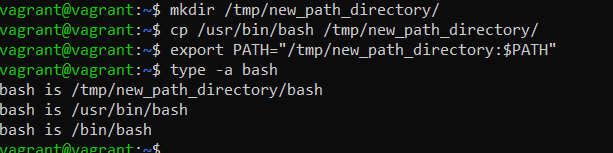 vagrant@vagrant:~$ mkdir /tmp/new_path_directory/
vagrant@vagrant:~$ cp /usr/bin/bash /tmp/new_path_directory/
vagrant@vagrant:~$ export PATH="/tmp/new_path_directory:$PATH"
vagrant@vagrant:~$ type -a bash
bash is /tmp/new_path_directory/bash
bash is /usr/bin/bash
bash is /bin/bash
vagrant@vagrant:~$